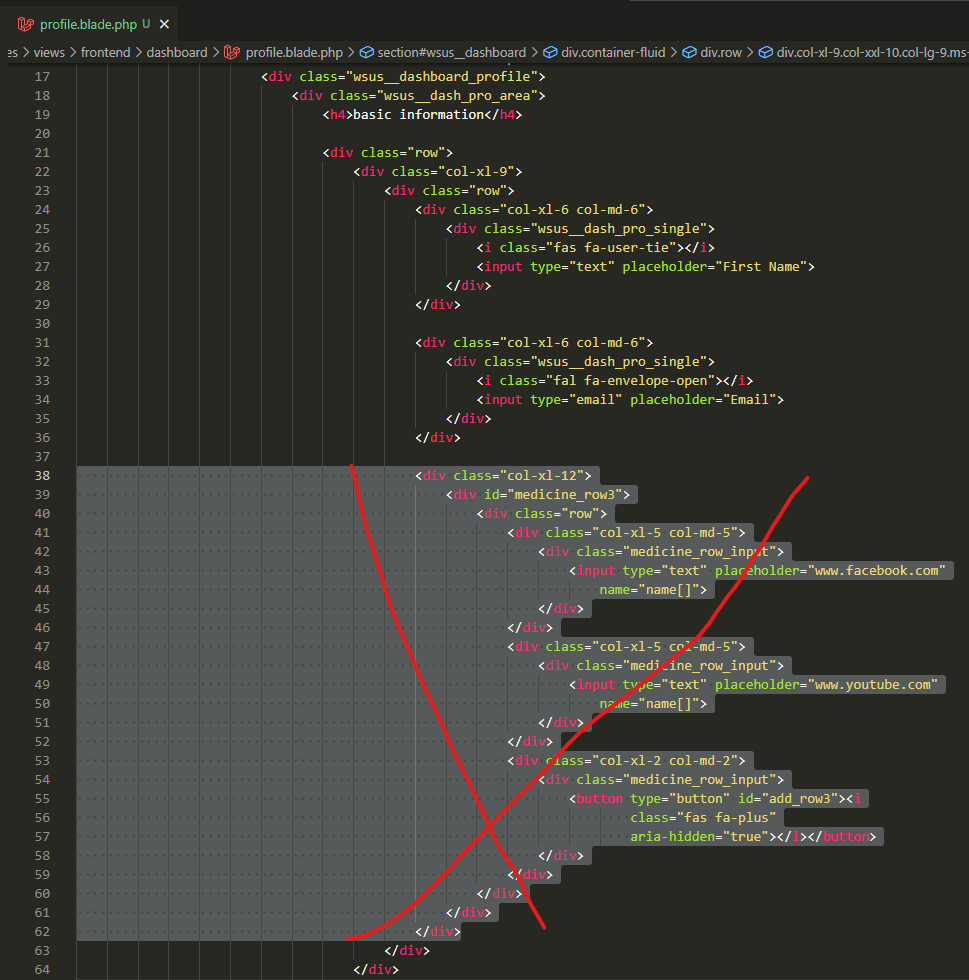 profile.blade.php U ×
es > views > frontend > dashboard > profile.blade.php > section#wsus__dashboard > div.container-fluid > div.row > div.col-xl-9.col-xxl-10.col-lg-9.ms-
17 <div class="wsus__dashboard_profile">
18 <div class="wsus__dash_pro_area">
19 <h4>basic information</h4>
20
21 <div class="row">
22 <div class="col-xl-9">
23 <div class="row">
24 <div class="col-xl-6 col-md-6">
25 <div class="wsus__dash_pro_single">
26 <i class="fas fa-user-tie"></i>
27 <input type="text" placeholder="First Name">
28 </div>
29 </div>
30
31 <div class="col-xl-6 col-md-6">
32 <div class="wsus__dash_pro_single">
33 <i class="fal fa-envelope-open"></i>
34 <input type="email" placeholder="Email">
35 </div>
36 </div>
37
38 <div class="col-xl-12">
39 <div id="medicine_row3">
40 <div class="row">
41 <div class="col-xl-5 col-md-5">
42 <div class="medicine_row_input">
43 <input type="text" placeholder="www.facebook.com"
44 name="name[]">
45 </div>
46 </div>
47 <div class="col-xl-5 col-md-5">
48 <div class="medicine_row_input">
49 <input type="text" placeholder="www.youtube.com"
50 name="name[]">
51 </div>
52 </div>
53 <div class="col-xl-2 col-md-2">
54 <div class="medicine_row_input">
55 <button type="button" id="add_row3"><i
56 class="fas fa-plus"
57 aria-hidden="true"></i></button>
58 </div>
59 </div>
60 </div>
61 </div>
62 </div>
63 </div>
64 </div>